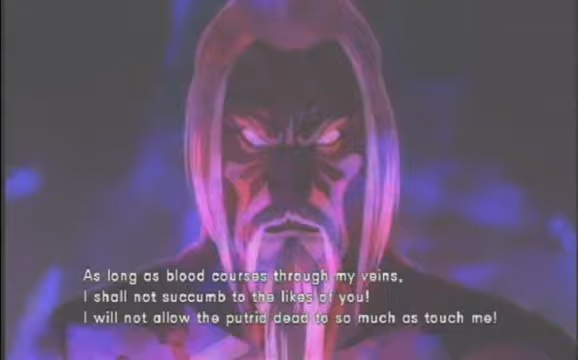 As long as blood courses through my veins,
I shall not succumb to the likes of you!
I will not allow the putrid dead to so much as touch me!